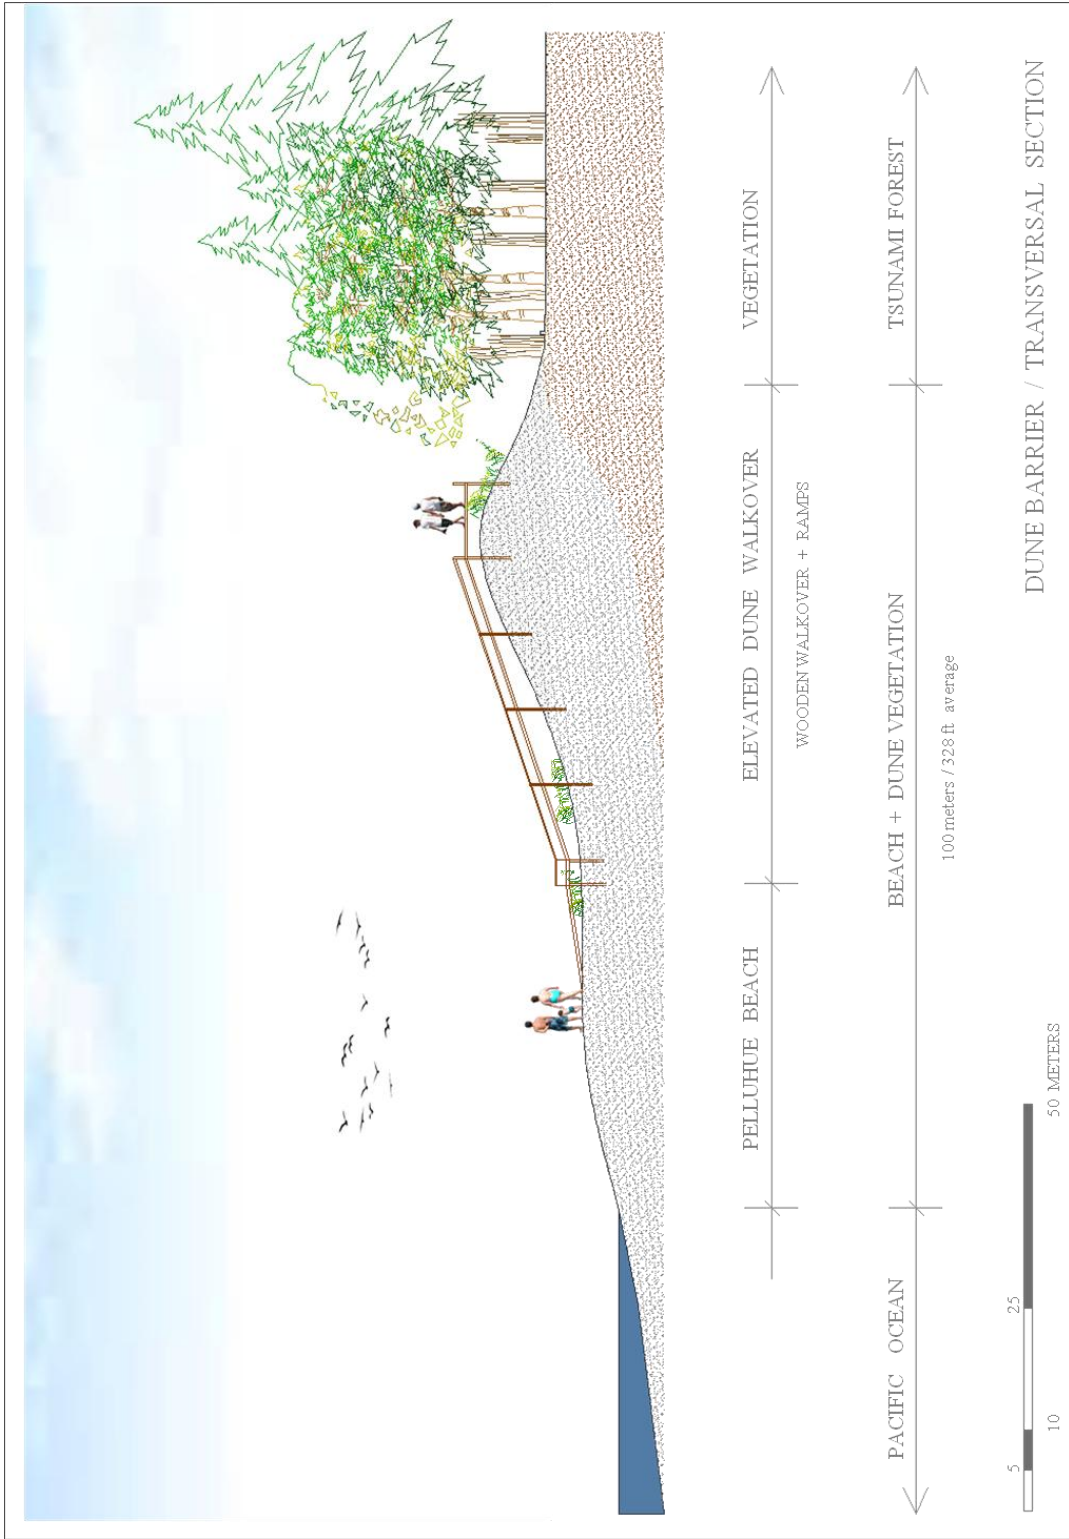 PELLUHUE BEACH
ELEVATED DUNE WALKOVER
VEGETATION
WOODEN WALKOVER + RAMPS
PACIFIC OCEAN
BEACH + DUNE VEGETATION
TSUNAMI FOREST
100 meters / 328 ft average
5
25
10
50 METERS
DUNE BARRIER / TRANSVERSAL SECTION